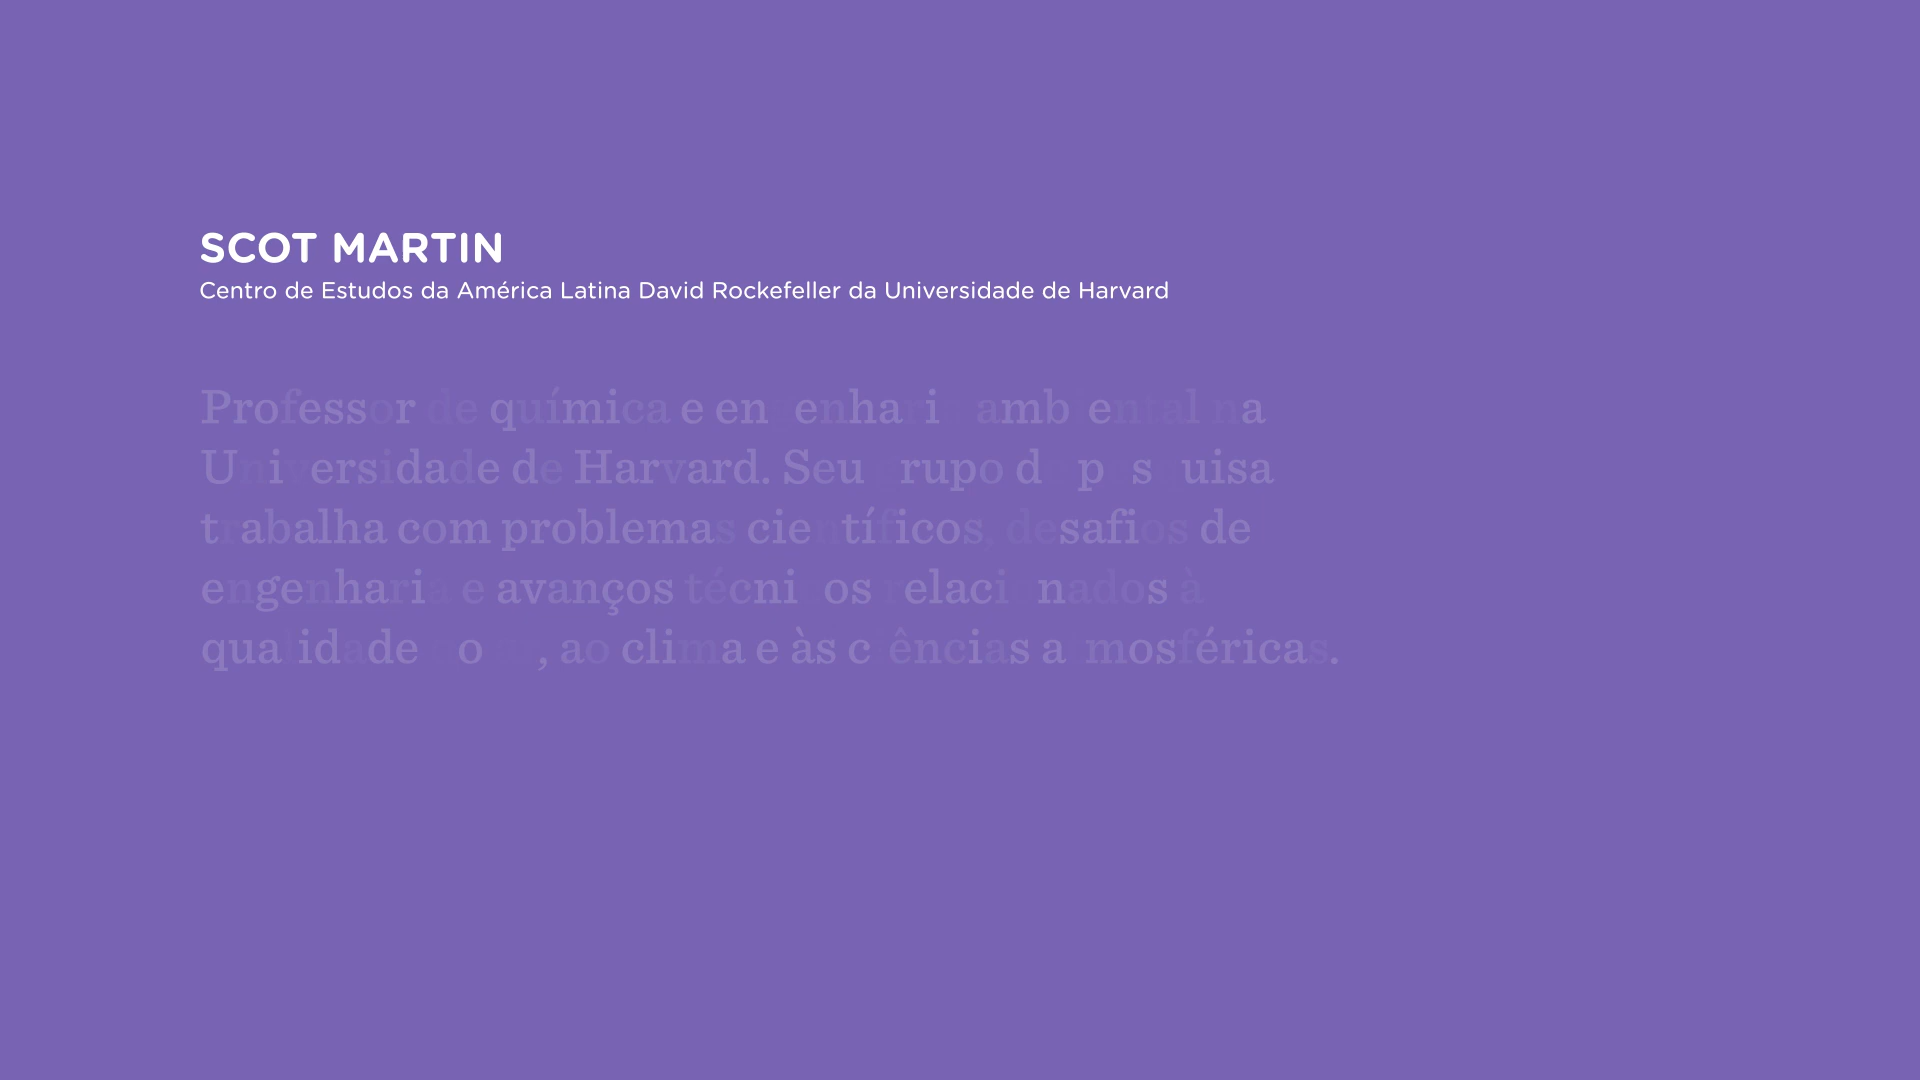 SCOT MARTIN
Centro de Estudos da América Latina David Rockefeller da Universidade de Harvard
Professor de química e engenharia ambiental na
Universidade de Harvard. Seu grupo de pesquisa
trabalha com problemas científicos, desafios de
engenharia e avanços técnicos relacionados à
qualidade do ar, ao clima e às ciências atmosféricas.